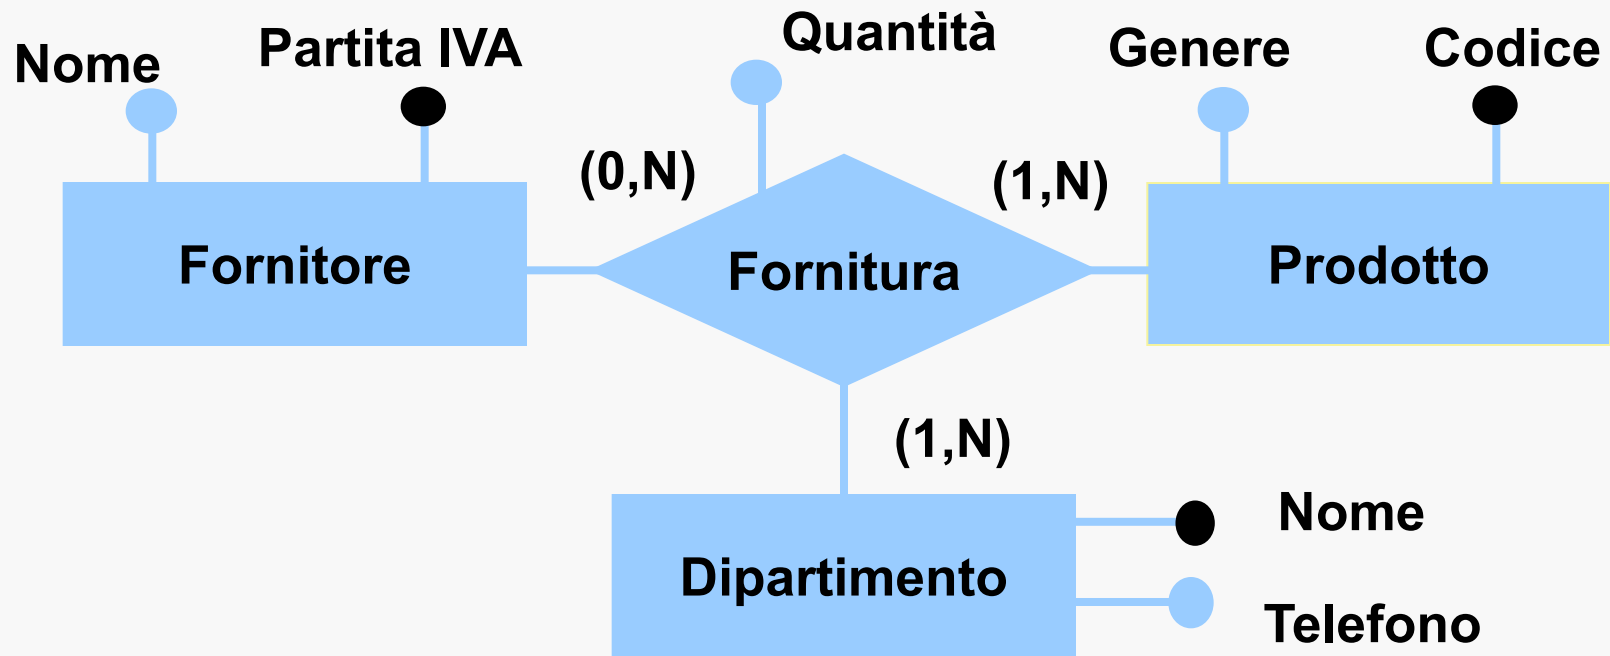 Nome
Partita IVA
Quantità
Genere
Codice
(0,N)
(1,N)
Fornitore
Fornitura
Prodotto
(1,N)
Dipartimento
Nome
Telefono